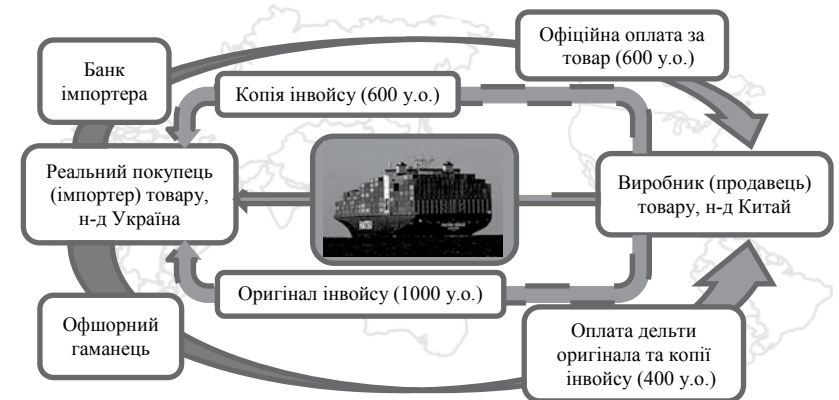 Банк
імпортера
Офіційна оплата за
товар (600 у.о.)
Копія інвойсу (600 у.о.)
Реальний покупець
(імпортер) товару,
н-д Україна
Виробник (продавець)
товару, н-д Китай
Оригінал інвойсу (1000 у.о.)
Офшорний
гаманець
Оплата дельти
оригінала та копії
інвойсу (400 у.о.)